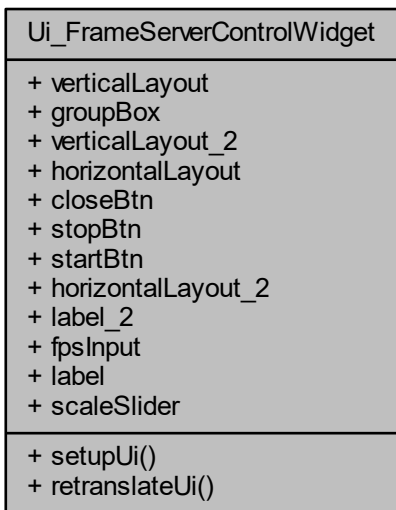 Ui_FrameServerControlWidget
+ verticalLayout
+ groupBox
+ verticalLayout_2
+ horizontalLayout
+ closeBtn
+ stopBtn
+ startBtn
+ horizontalLayout_2
+ label_2
+ fpsInput
+ label
+ scaleSlider
+ setupUi()
+ retranslateUi()